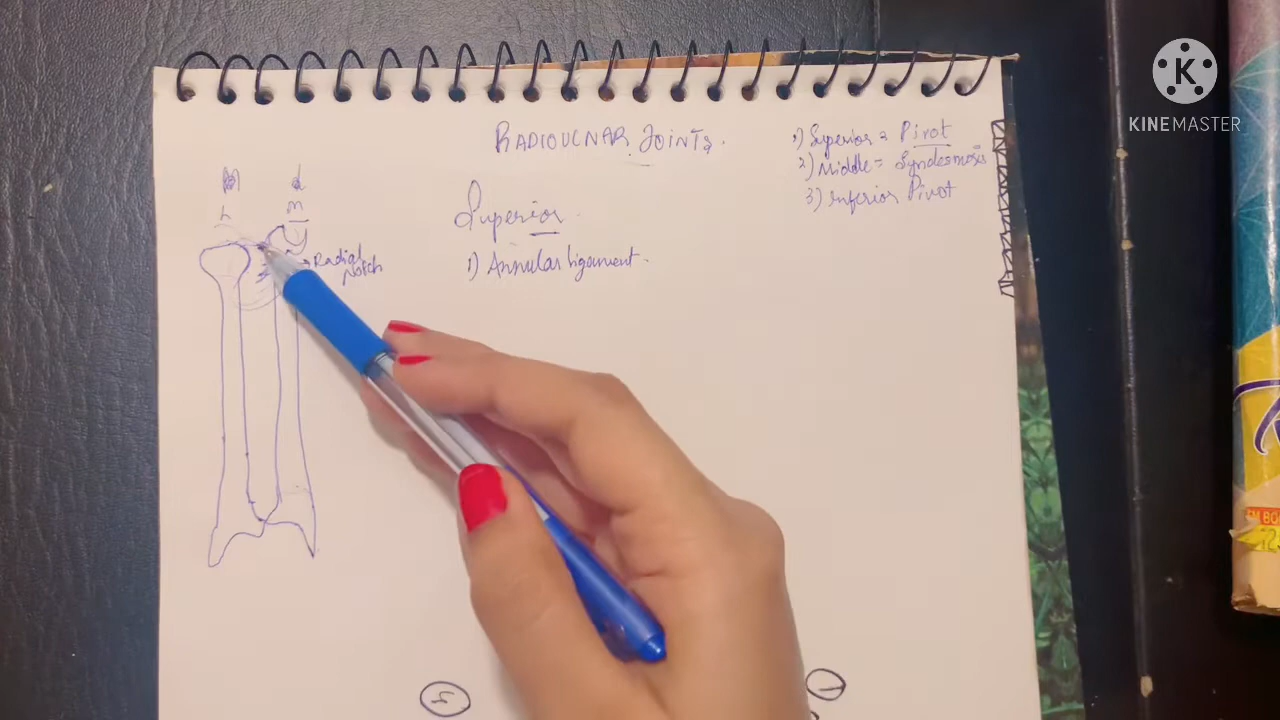 RADIOULNAR JOINTS.
1) Superior = Pivot
2) Middle = Syndesmosis
3) Inferior Pivot
Superior
1) Annular ligament.
M
L
m
Radial
Notch
K
KINEMASTER